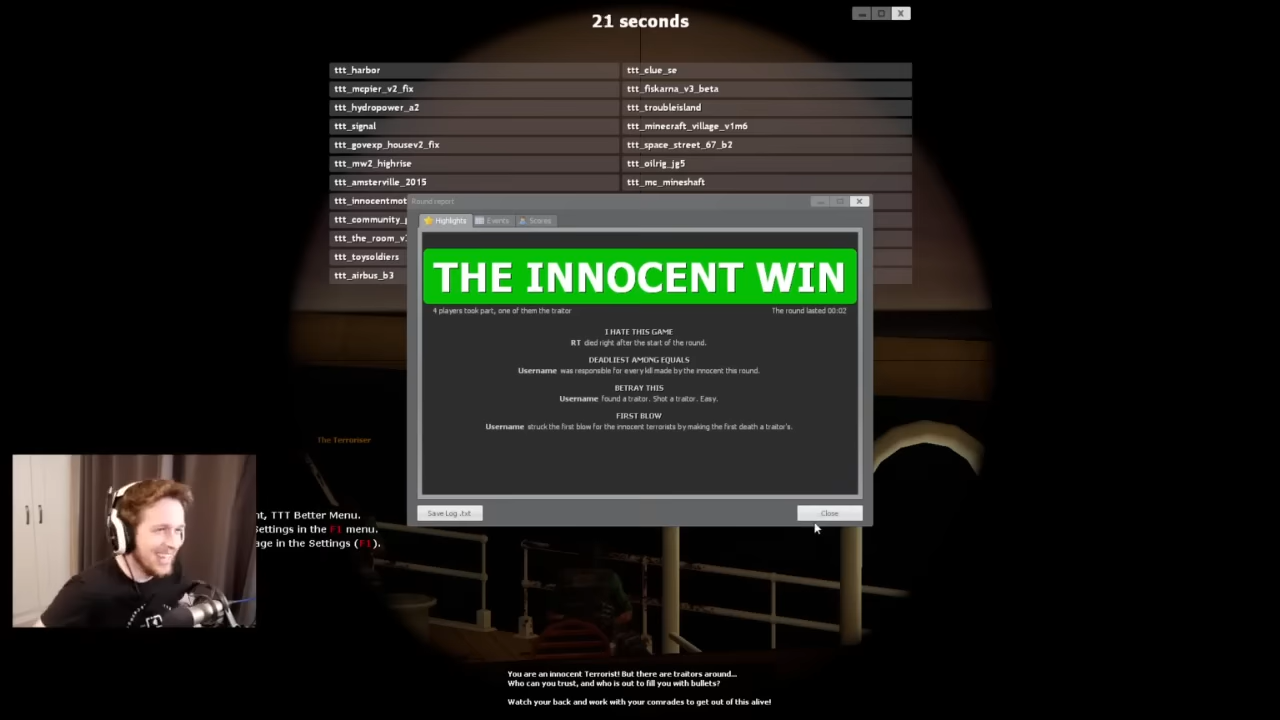 21 seconds
ttt_harbor
ttt_clue_se
ttt_mcpier_v2_fix
ttt_fiskarna_v3_beta
ttt_hydropower_a2
ttt_troubleisland
ttt_signal
ttt_minecraft_village_v1m6
ttt_govexp_housev2_fix
ttt_space_street_67_b2
ttt_mw2_highrise
ttt_oilrig_jg5
ttt_amsterville_2015
ttt_mc_mineshaft
ttt_innocentmot
ttt_community_
ttt_the_room_v
ttt_toysoldiers
ttt_airbus_b3
Round report
Highlights Events Scores
THE INNOCENT WIN
4 players took part, one of them the traitor
The round lasted 00:02
I HATE THIS GAME
RT died right after the start of the round.
DEADLIEST AMONG EQUALS
Username was responsible for every kill made by the innocent this round.
BETRAY THIS
Username found a traitor. Shot a traitor. Easy.
FIRST BLOW
Username struck the first blow for the innocent terrorists by making the first death a traitor's.
Save Log .txt
Close
The Terroriser
nt, TTT Better Menu.
Settings in the F1 menu.
age in the Settings (F1).
You are an innocent Terrorist! But there are traitors around...
Who can you trust, and who is out to fill you with bullets?
Watch your back and work with your comrades to get out of this alive!